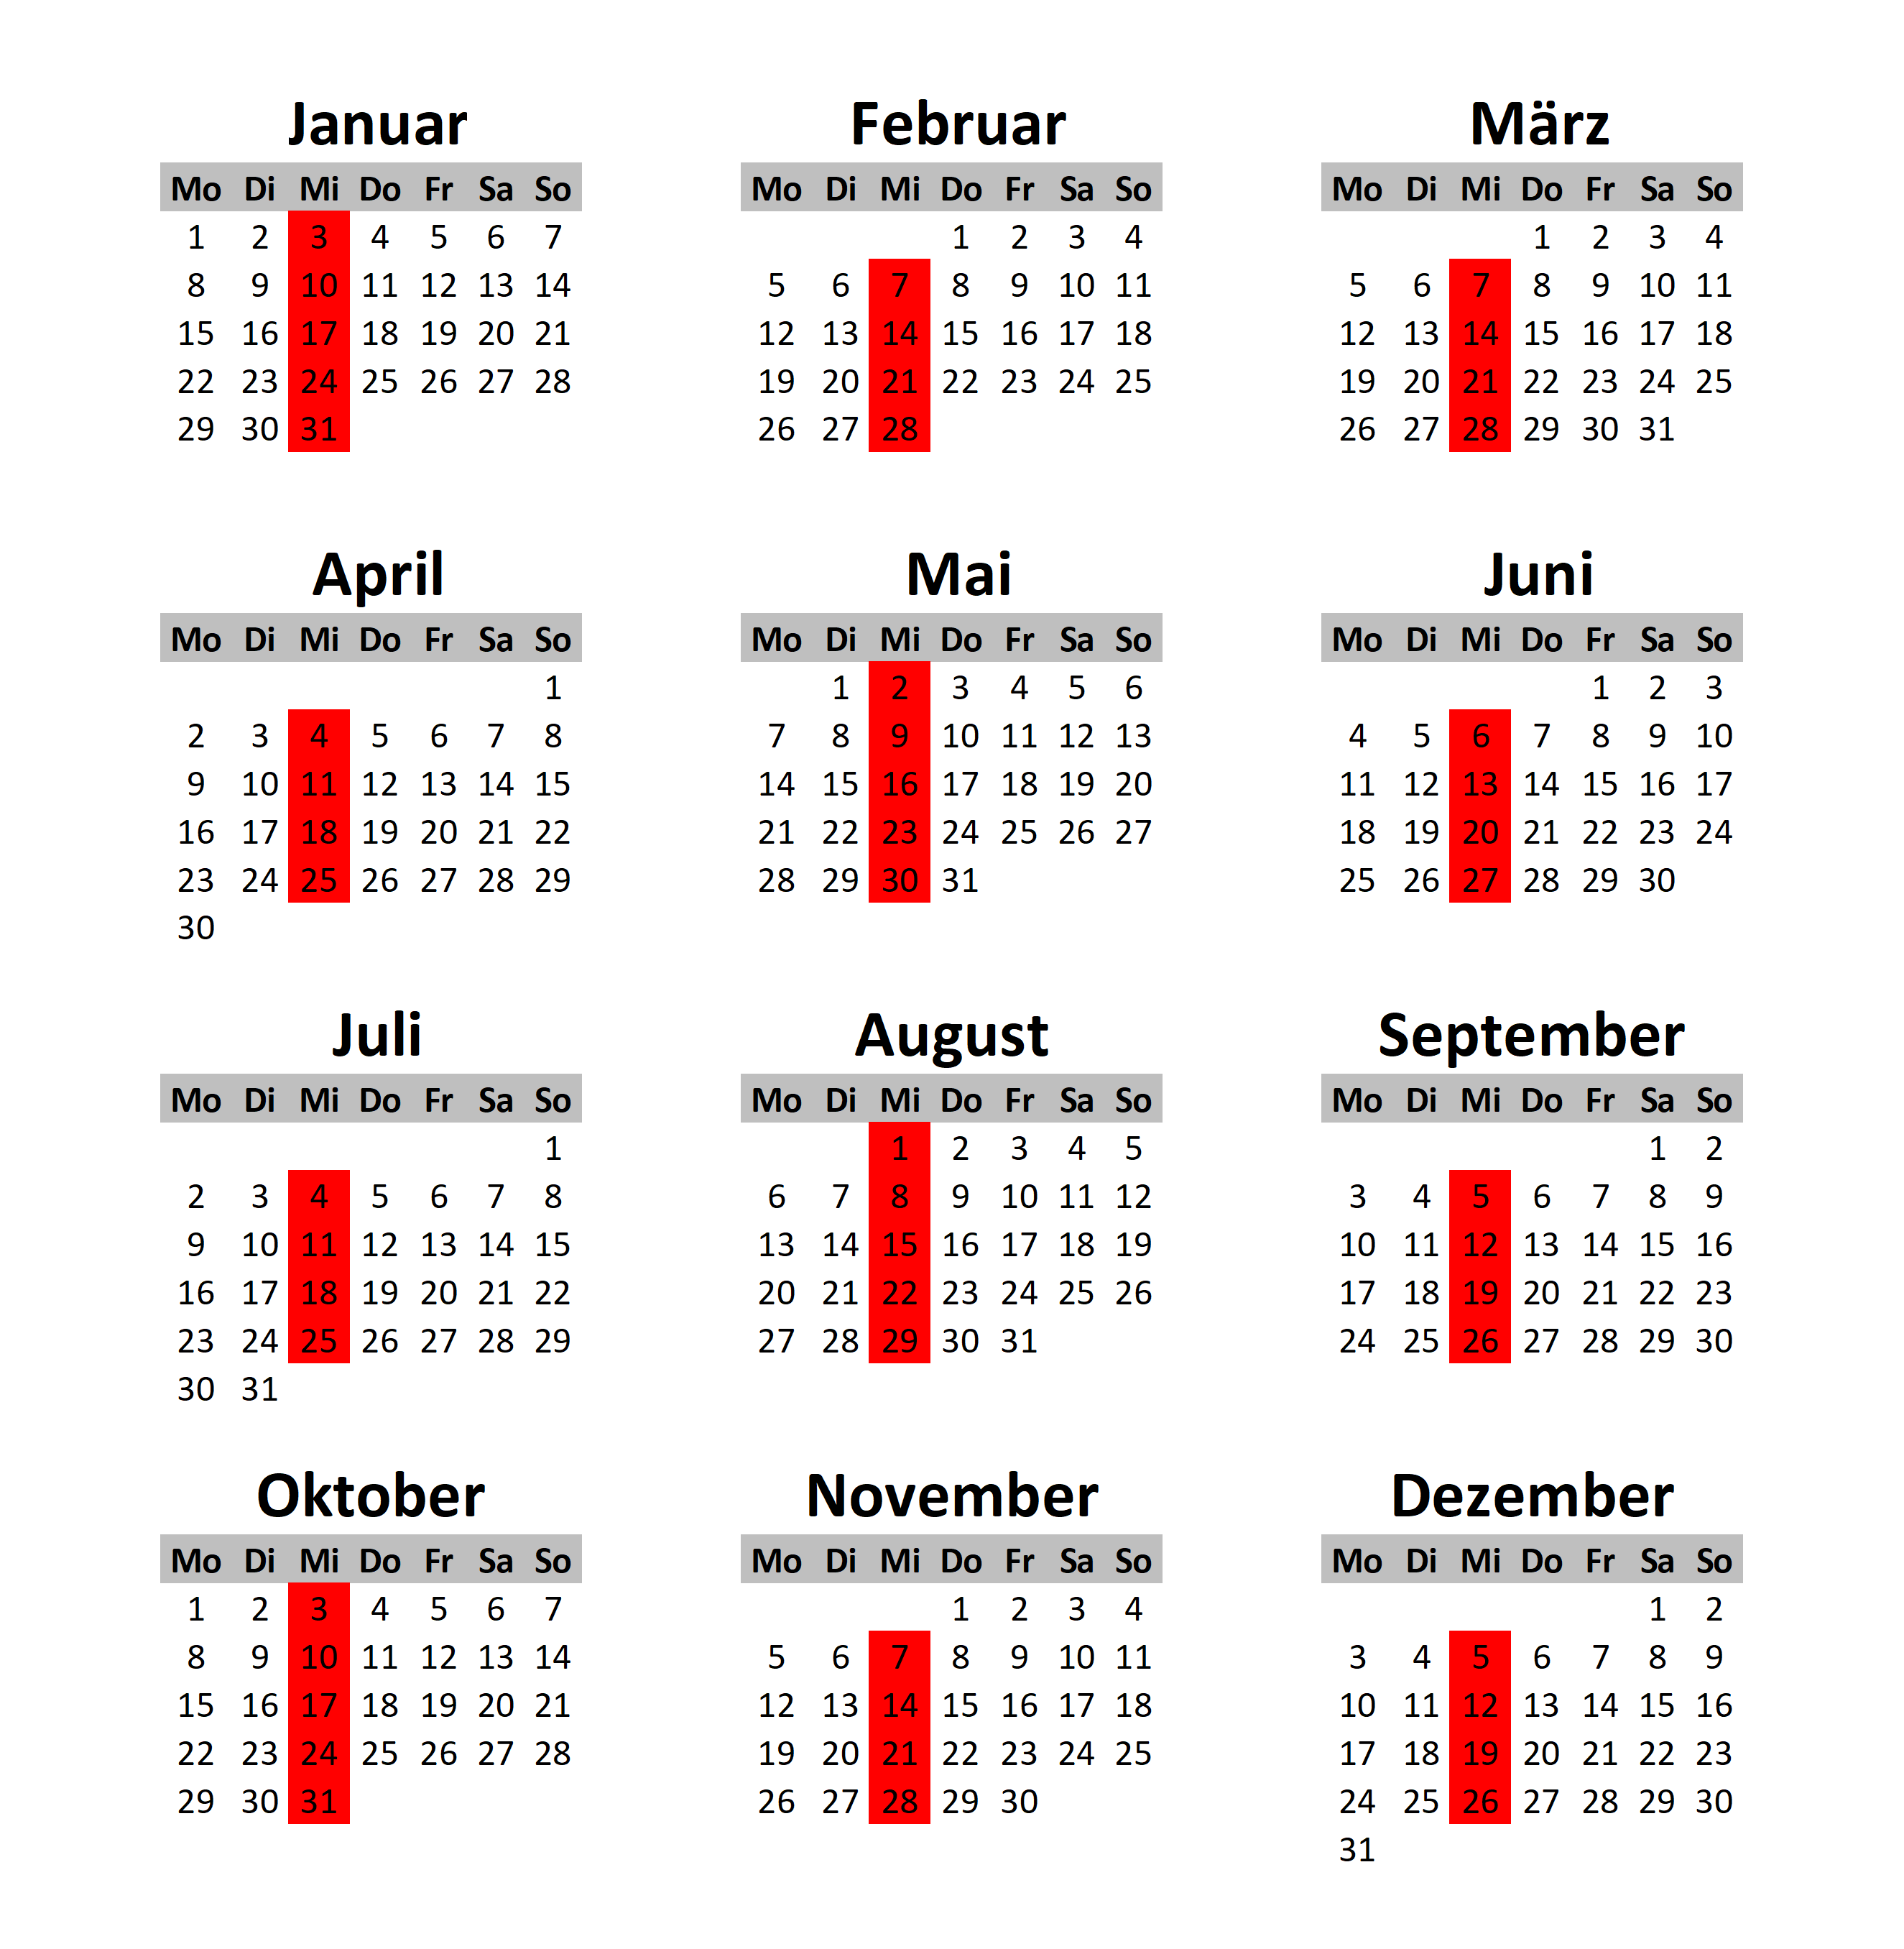 Januar
Mo Di Mi Do Fr Sa So
1 2 3 4 5 6 7
8 9 10 11 12 13 14
15 16 17 18 19 20 21
22 23 24 25 26 27 28
29 30 31
Februar
Mo Di Mi Do Fr Sa So
1 2 3 4
5 6 7 8 9 10 11
12 13 14 15 16 17 18
19 20 21 22 23 24 25
26 27 28
März
Mo Di Mi Do Fr Sa So
1 2 3 4
5 6 7 8 9 10 11
12 13 14 15 16 17 18
19 20 21 22 23 24 25
26 27 28 29 30 31
April
Mo Di Mi Do Fr Sa So
1
2 3 4 5 6 7 8
9 10 11 12 13 14 15
16 17 18 19 20 21 22
23 24 25 26 27 28 29
30
Mai
Mo Di Mi Do Fr Sa So
1 2 3 4 5 6
7 8 9 10 11 12 13
14 15 16 17 18 19 20
21 22 23 24 25 26 27
28 29 30 31
Juni
Mo Di Mi Do Fr Sa So
1 2 3
4 5 6 7 8 9 10
11 12 13 14 15 16 17
18 19 20 21 22 23 24
25 26 27 28 29 30
Juli
Mo Di Mi Do Fr Sa So
1
2 3 4 5 6 7 8
9 10 11 12 13 14 15
16 17 18 19 20 21 22
23 24 25 26 27 28 29
30 31
August
Mo Di Mi Do Fr Sa So
1 2 3 4 5
6 7 8 9 10 11 12
13 14 15 16 17 18 19
20 21 22 23 24 25 26
27 28 29 30 31
September
Mo Di Mi Do Fr Sa So
1 2
3 4 5 6 7 8 9
10 11 12 13 14 15 16
17 18 19 20 21 22 23
24 25 26 27 28 29 30
Oktober
Mo Di Mi Do Fr Sa So
1 2 3 4 5 6 7
8 9 10 11 12 13 14
15 16 17 18 19 20 21
22 23 24 25 26 27 28
29 30 31
November
Mo Di Mi Do Fr Sa So
1 2 3 4
5 6 7 8 9 10 11
12 13 14 15 16 17 18
19 20 21 22 23 24 25
26 27 28 29 30
Dezember
Mo Di Mi Do Fr Sa So
1 2
3 4 5 6 7 8 9
10 11 12 13 14 15 16
17 18 19 20 21 22 23
24 25 26 27 28 29 30
31